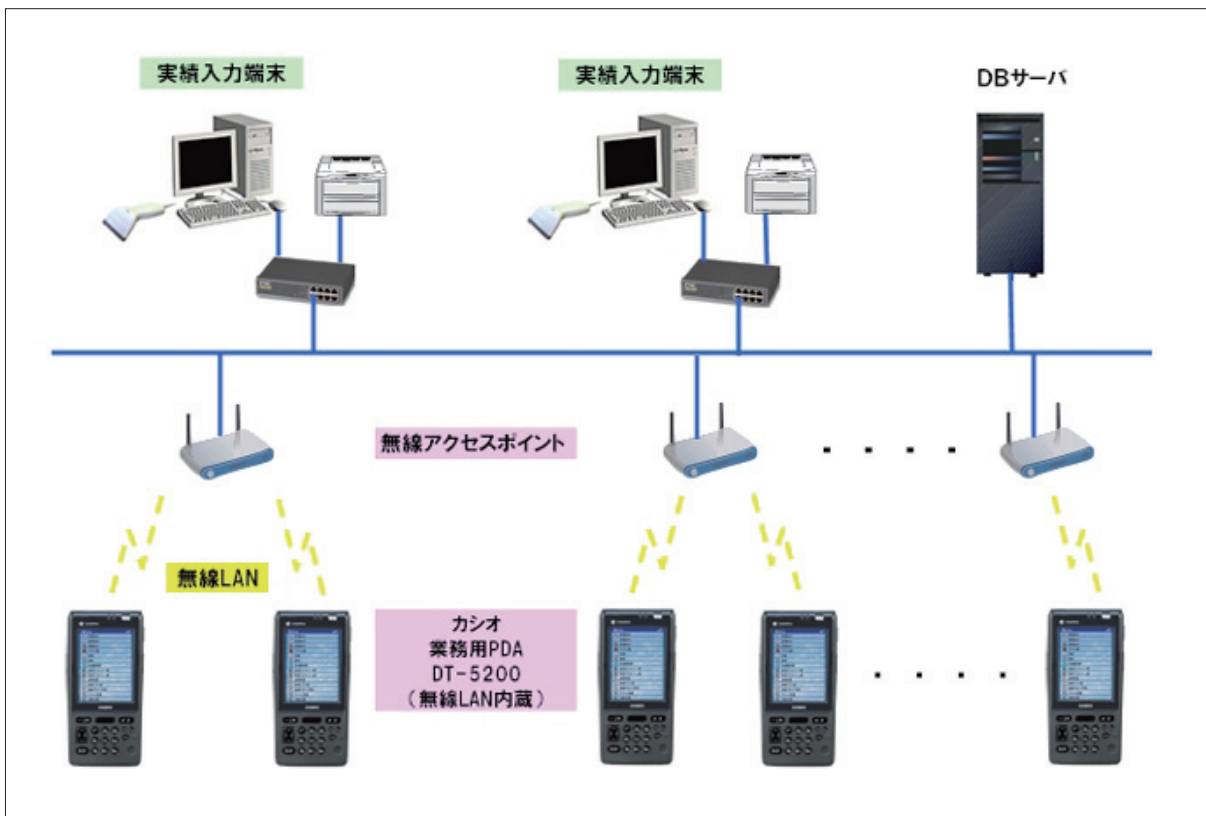 実績入力端末
実績入力端末
DBサーバ
無線アクセスポイント
・・・・
無線LAN
カシオ
業務用PDA
DT-5200
(無線LAN内蔵)
・・・・